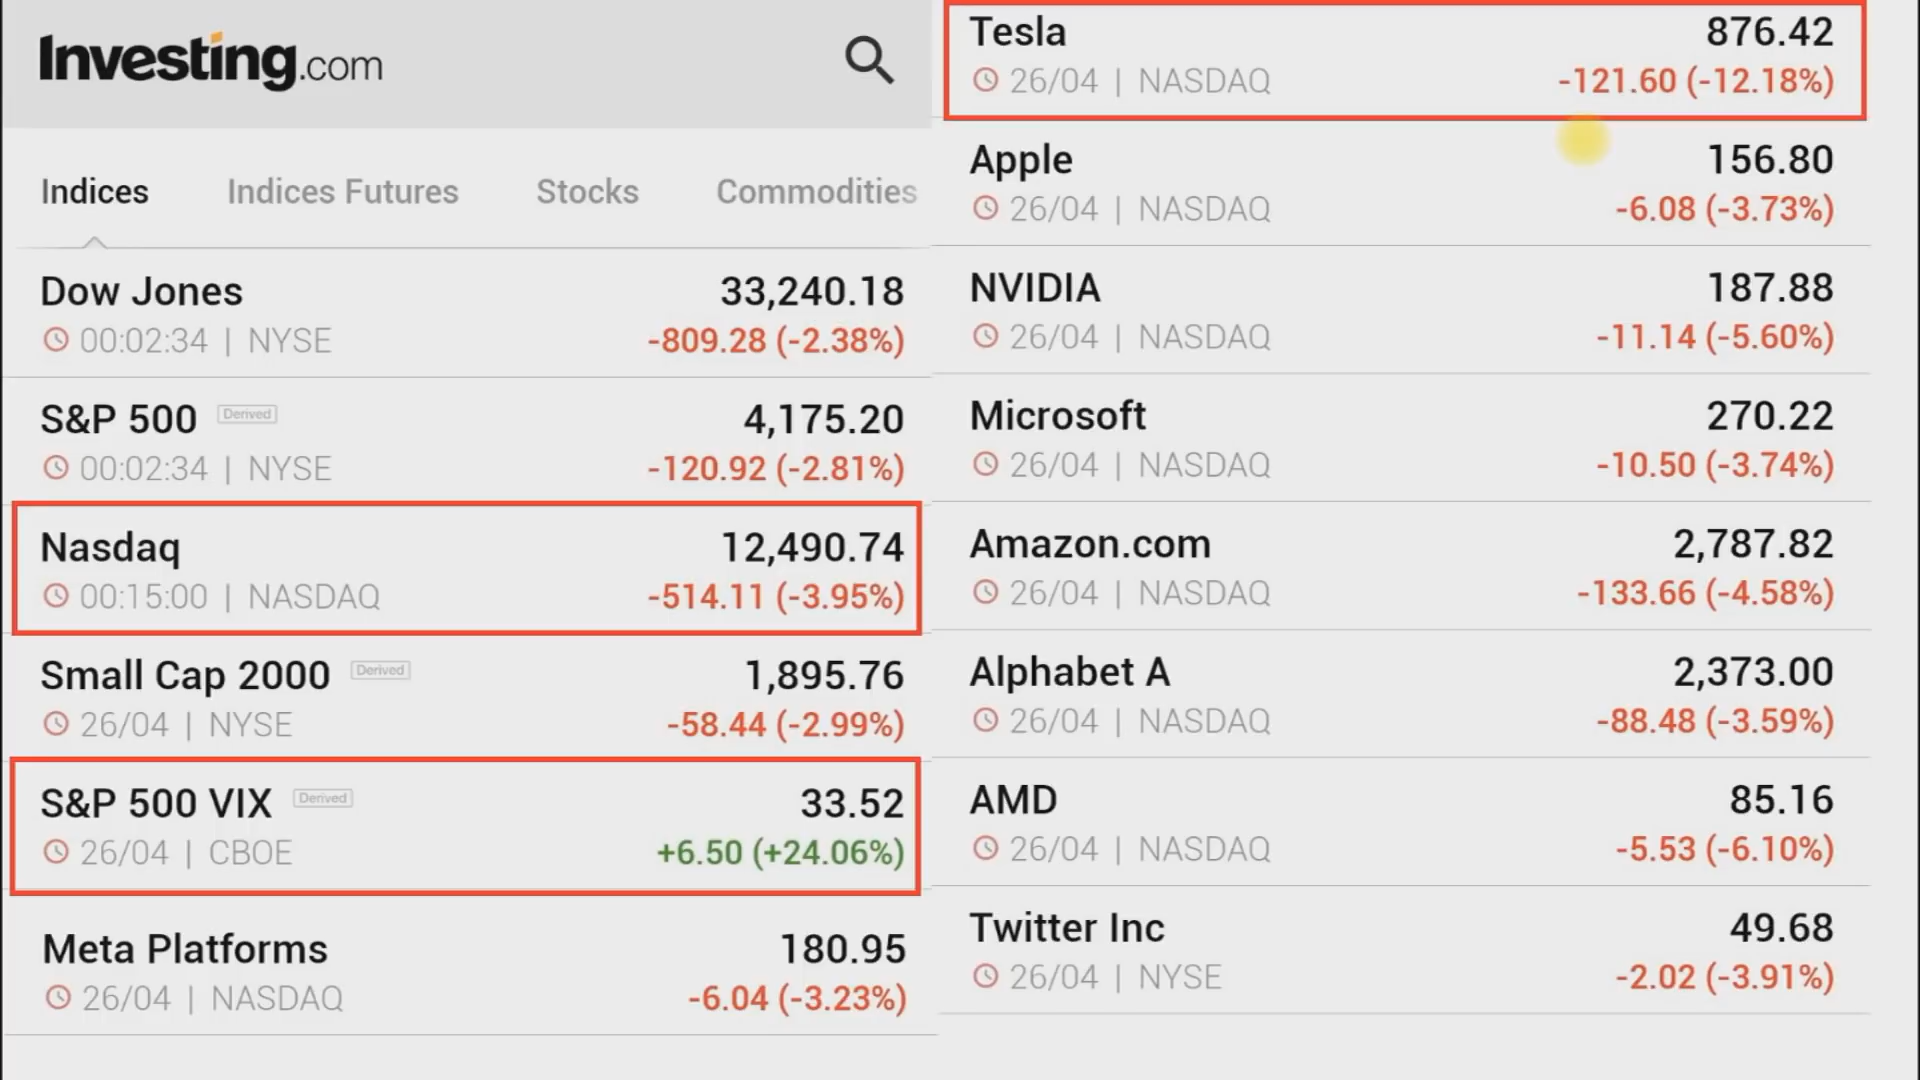 Investing.com
Indices Indices Futures Stocks Commodities
Dow Jones 33,240.18
00:02:34 | NYSE -809.28 (-2.38%)
S&P 500 Derived 4,175.20
00:02:34 | NYSE -120.92 (-2.81%)
Nasdaq 12,490.74
00:15:00 | NASDAQ -514.11 (-3.95%)
Small Cap 2000 Derived 1,895.76
26/04 | NYSE -58.44 (-2.99%)
S&P 500 VIX Derived 33.52
26/04 | CBOE +6.50 (+24.06%)
Meta Platforms 180.95
26/04 | NASDAQ -6.04 (-3.23%)
Tesla 876.42
26/04 | NASDAQ -121.60 (-12.18%)
Apple 156.80
26/04 | NASDAQ -6.08 (-3.73%)
NVIDIA 187.88
26/04 | NASDAQ -11.14 (-5.60%)
Microsoft 270.22
26/04 | NASDAQ -10.50 (-3.74%)
Amazon.com 2,787.82
26/04 | NASDAQ -133.66 (-4.58%)
Alphabet A 2,373.00
26/04 | NASDAQ -88.48 (-3.59%)
AMD 85.16
26/04 | NASDAQ -5.53 (-6.10%)
Twitter Inc 49.68
26/04 | NYSE -2.02 (-3.91%)